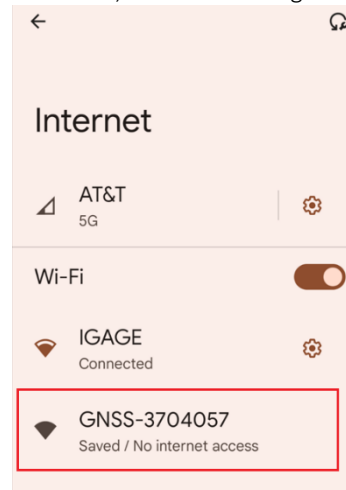 Internet
AT&T
5G
Wi-Fi
IGAGE
Connected
GNSS-3704057
Saved / No internet access